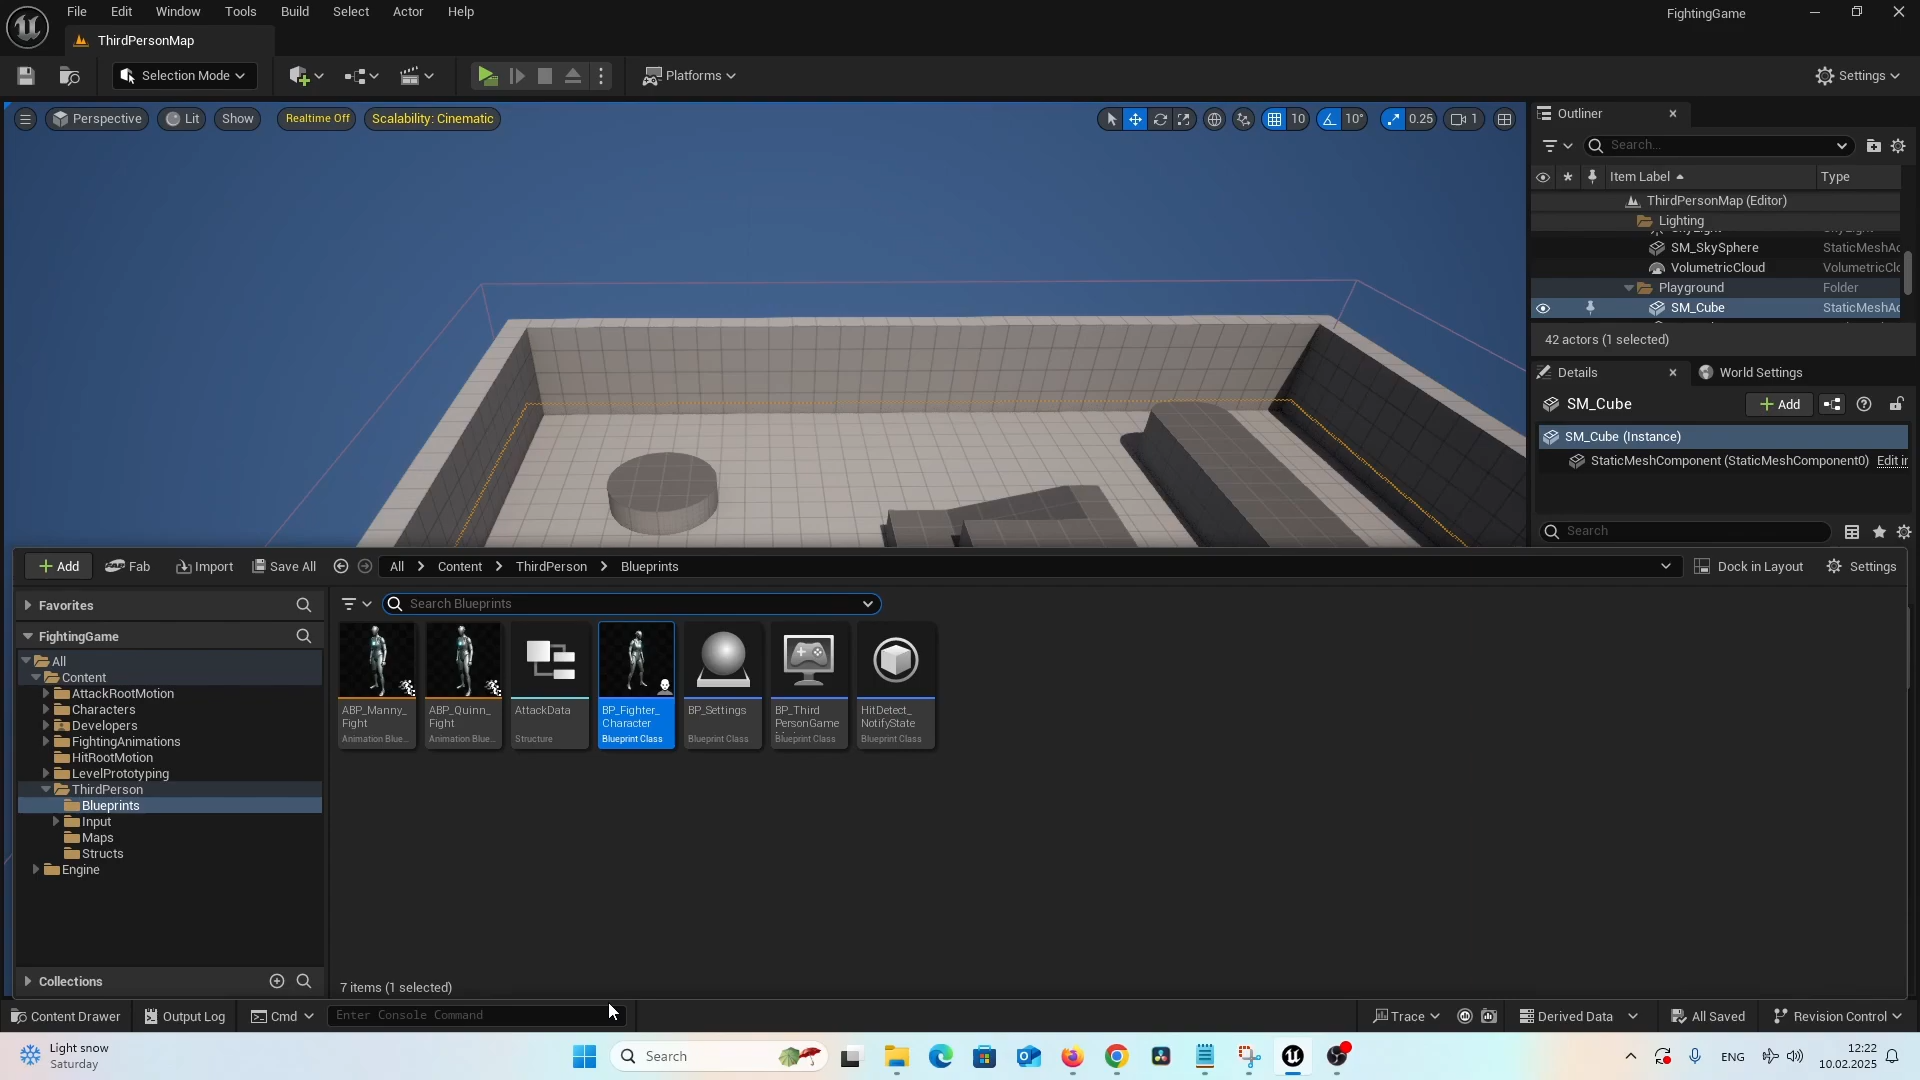 File Edit Window Tools Build Select Actor Help
FightingGame
ThirdPersonMap
Selection Mode
Platforms
Settings
Perspective Lit Show Realtime Off Scalability: Cinematic
10 10° 0.25 1
Outliner
Search...
Item Label Type
ThirdPersonMap (Editor)
Lighting
SM_SkySphere StaticMeshAc
VolumetricCloud VolumetricClo
Playground Folder
SM_Cube StaticMeshAc
42 actors (1 selected)
Details World Settings
SM_Cube
Add
SM_Cube (Instance)
StaticMeshComponent (StaticMeshComponent0) Edit in
Search
Add Fab Import Save All All Content ThirdPerson Blueprints Dock in Layout Settings
Favorites
Search Blueprints
FightingGame
All
Content
AttackRootMotion
Characters
Developers
FightingAnimations
HitRootMotion
LevelPrototyping
ThirdPerson
Blueprints
Input
Maps
Structs
Engine
Collections
ABP_Manny_
Fight
Animation Blue...
ABP_Quinn_
Fight
Animation Blue...
AttackData
Structure
BP_Fighter_
Character
Blueprint Class
BP_Settings
Blueprint Class
BP_Third
PersonGame
Blueprint Class
HitDetect_
NotifyState
Blueprint Class
7 items (1 selected)
Content Drawer Output Log Cmd Enter Console Command Trace Derived Data All Saved Revision Control
Light snow
Saturday
Search
ENG
12:22
10.02.2025